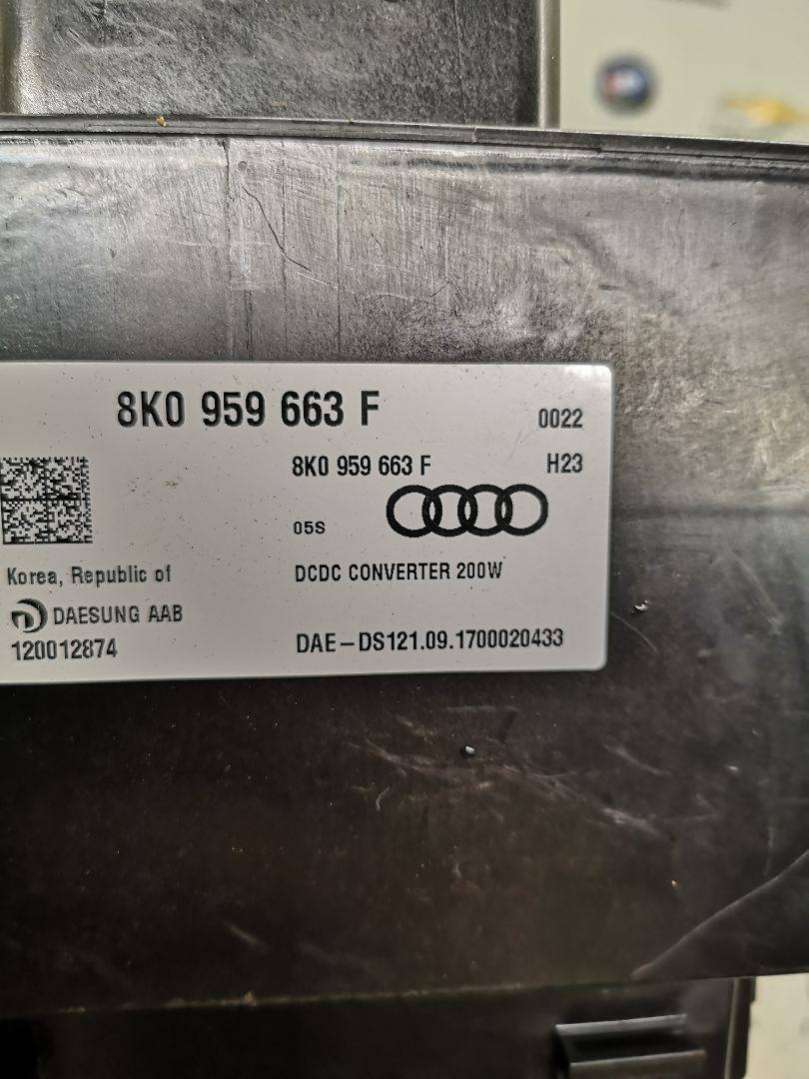 8K0 959 663 F
0022
8K0 959 663 F
H23
05S
Korea, Republic of
DCDC CONVERTER 200W
DAESUNG AAB
120012874
DAE-DS121.09.1700020433